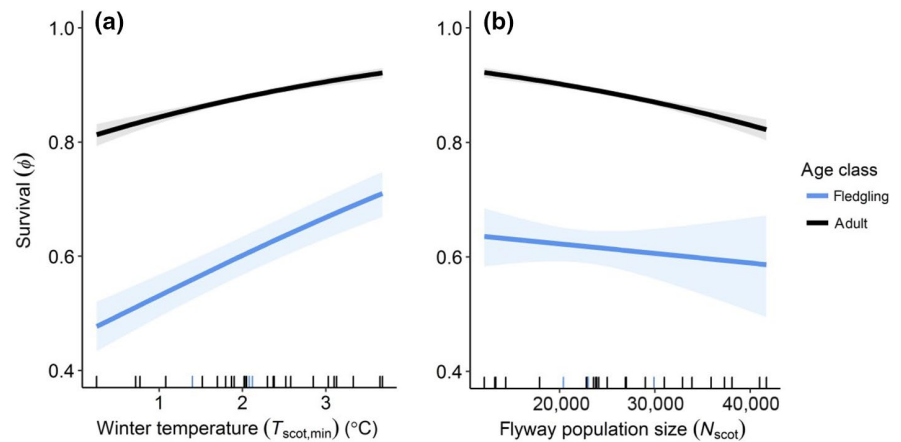 (a)
(b)
1.0
0.8
0.6
0.4
Survival (ϕ)
1 2 3
Winter temperature (Tscot,min) (°C)
1.0
0.8
0.6
0.4
20,000 30,000 40,000
Flyway population size (Nscot)
Age class
Fledgling
Adult